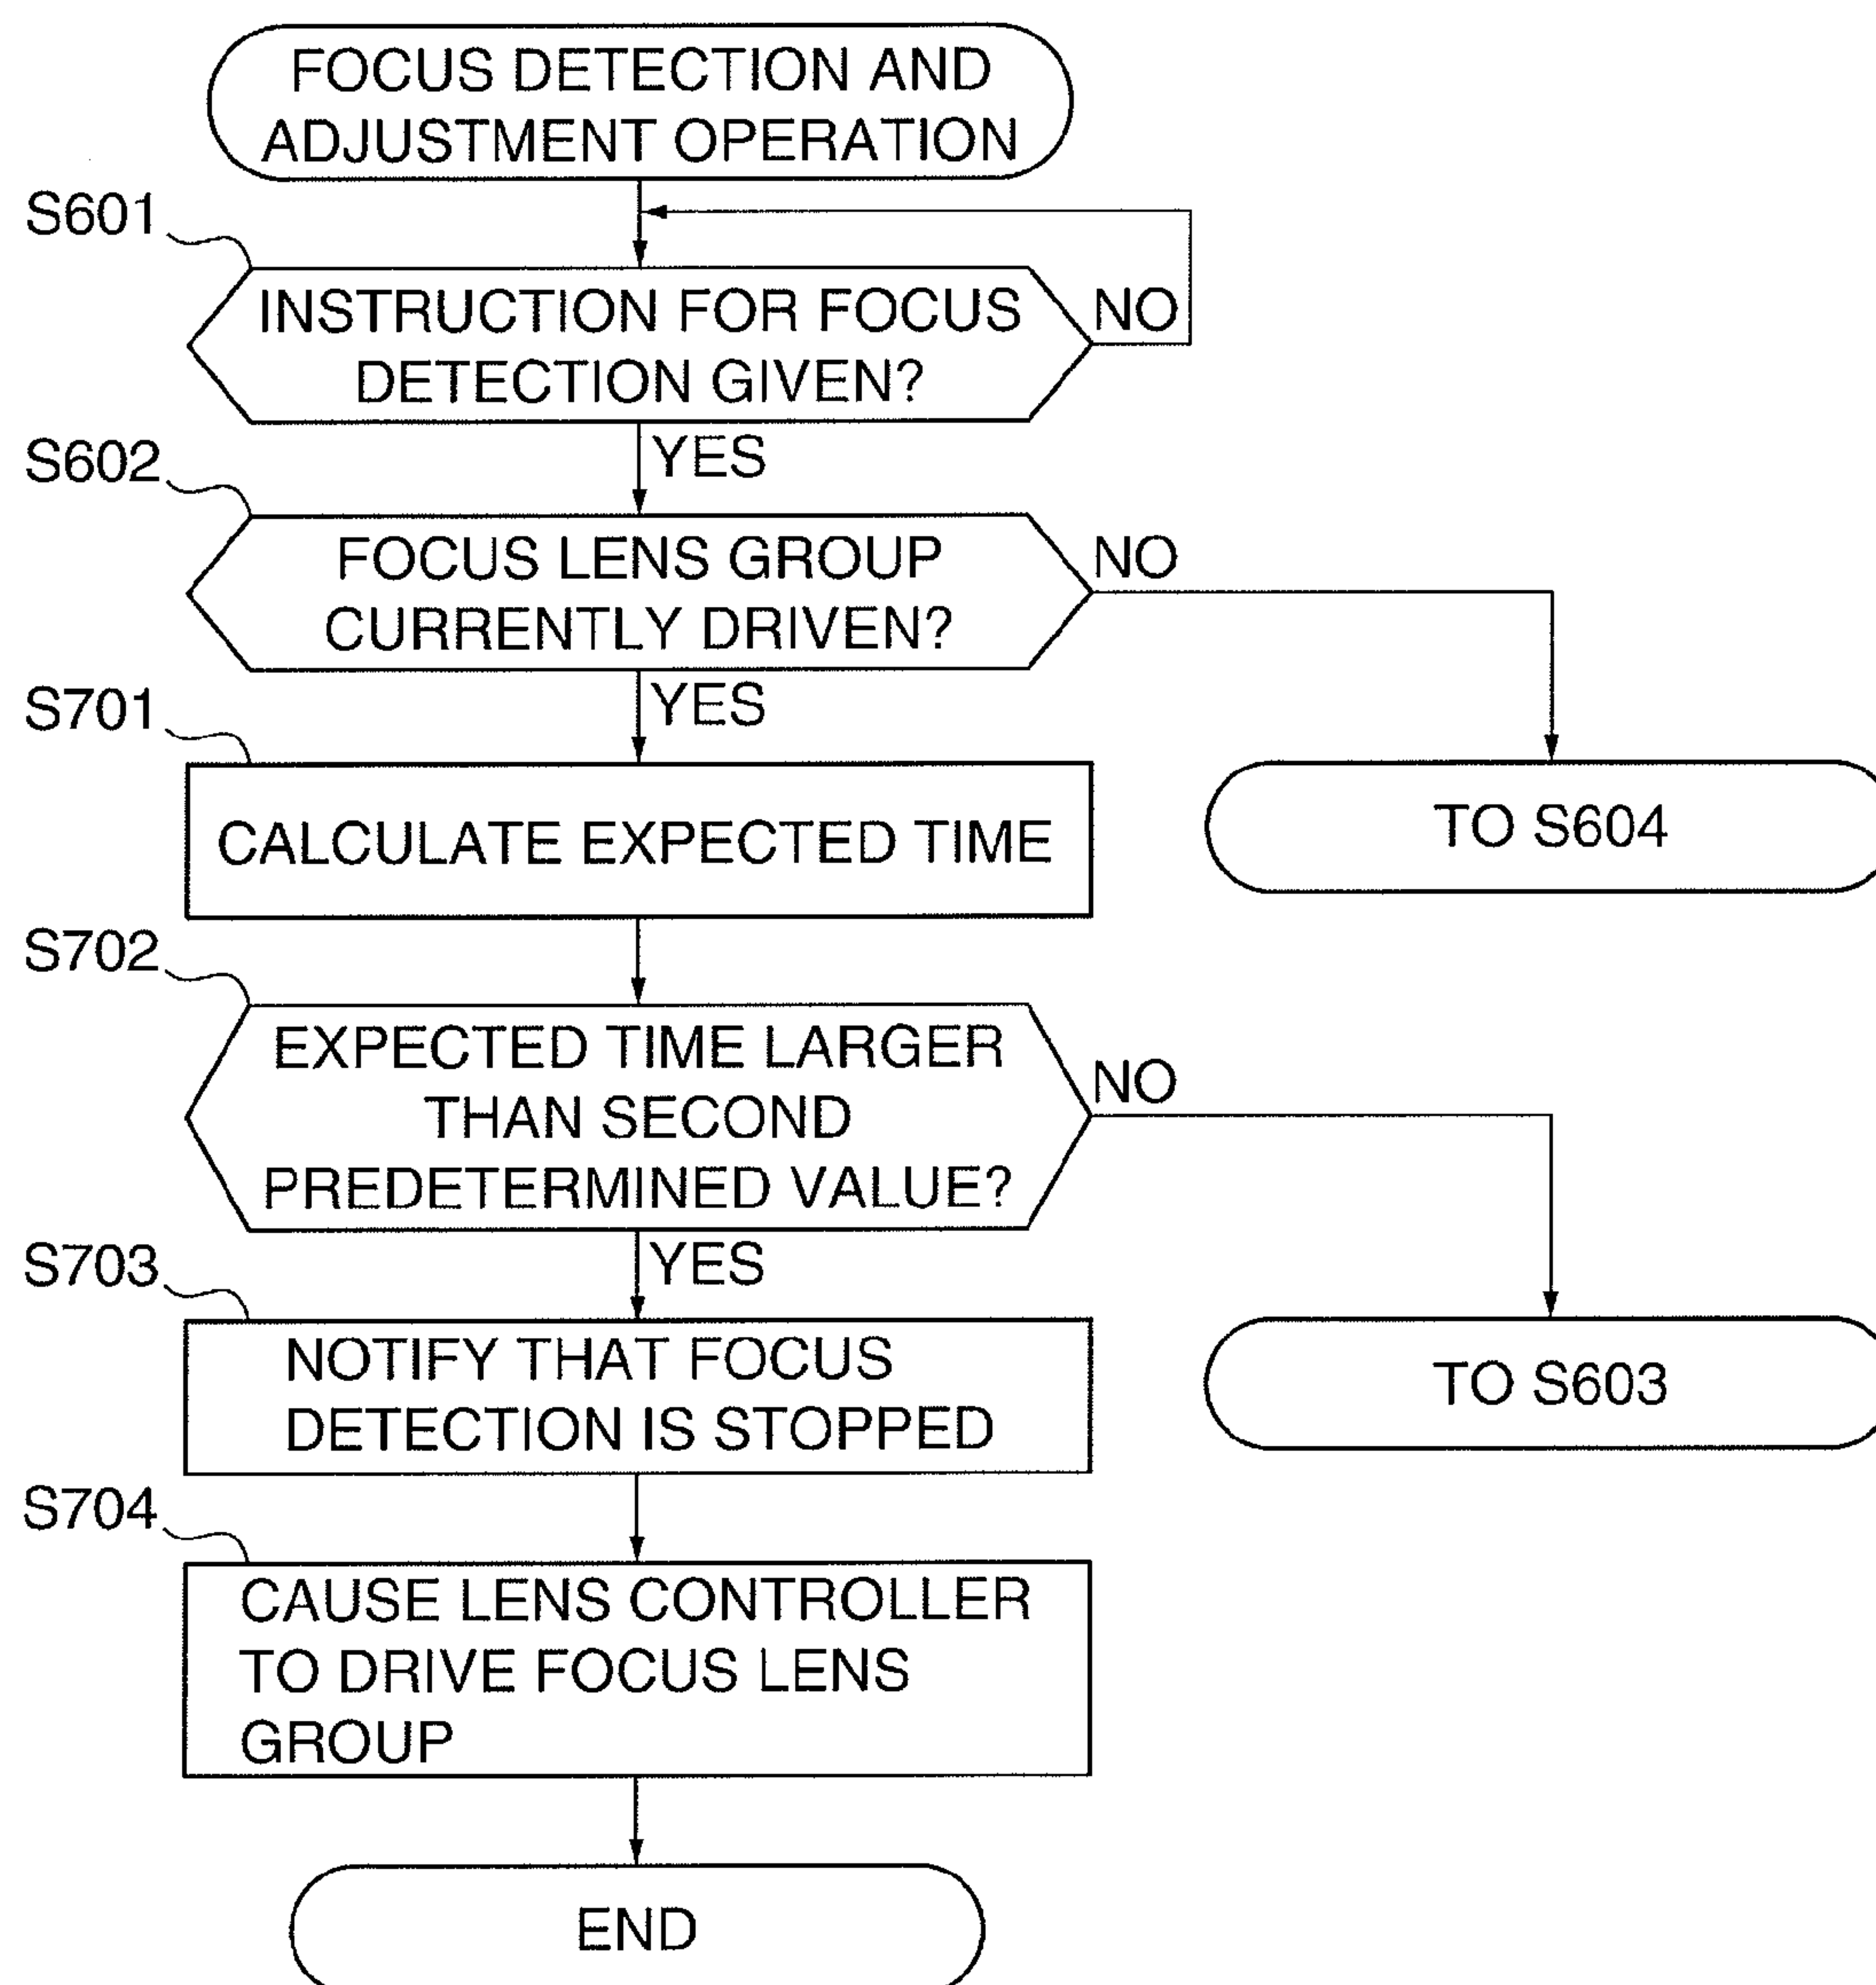 FOCUS DETECTION AND
ADJUSTMENT OPERATION
S601
INSTRUCTION FOR FOCUS
DETECTION GIVEN?
NO
YES
S602
FOCUS LENS GROUP
CURRENTLY DRIVEN?
NO
YES
S701
CALCULATE EXPECTED TIME
TO S604
S702
EXPECTED TIME LARGER
THAN SECOND
PREDETERMINED VALUE?
NO
YES
S703
NOTIFY THAT FOCUS
DETECTION IS STOPPED
TO S603
S704
CAUSE LENS CONTROLLER
TO DRIVE FOCUS LENS
GROUP
END